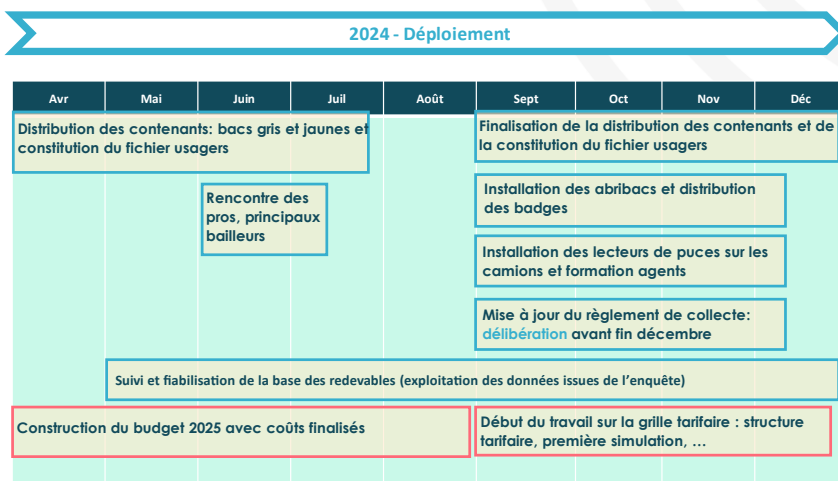 2024 - Déploiement
Avr Mai Juin Juil Août Sept Oct Nov Déc
Distribution des contenants: bacs gris et jaunes et
constitution du fichier usagers
Finalisation de la distribution des contenants et de
la constitution du fichier usagers
Rencontre des
pros, principaux
bailleurs
Installation des abribacs et distribution
des badges
Installation des lecteurs de puces sur les
camions et formation agents
Mise à jour du règlement de collecte:
délibération avant fin décembre
Suivi et fiabilisation de la base des redevables (exploitation des données issues de l'enquête)
Construction du budget 2025 avec coûts finalisés
Début du travail sur la grille tarifaire : structure
tarifaire, première simulation, …